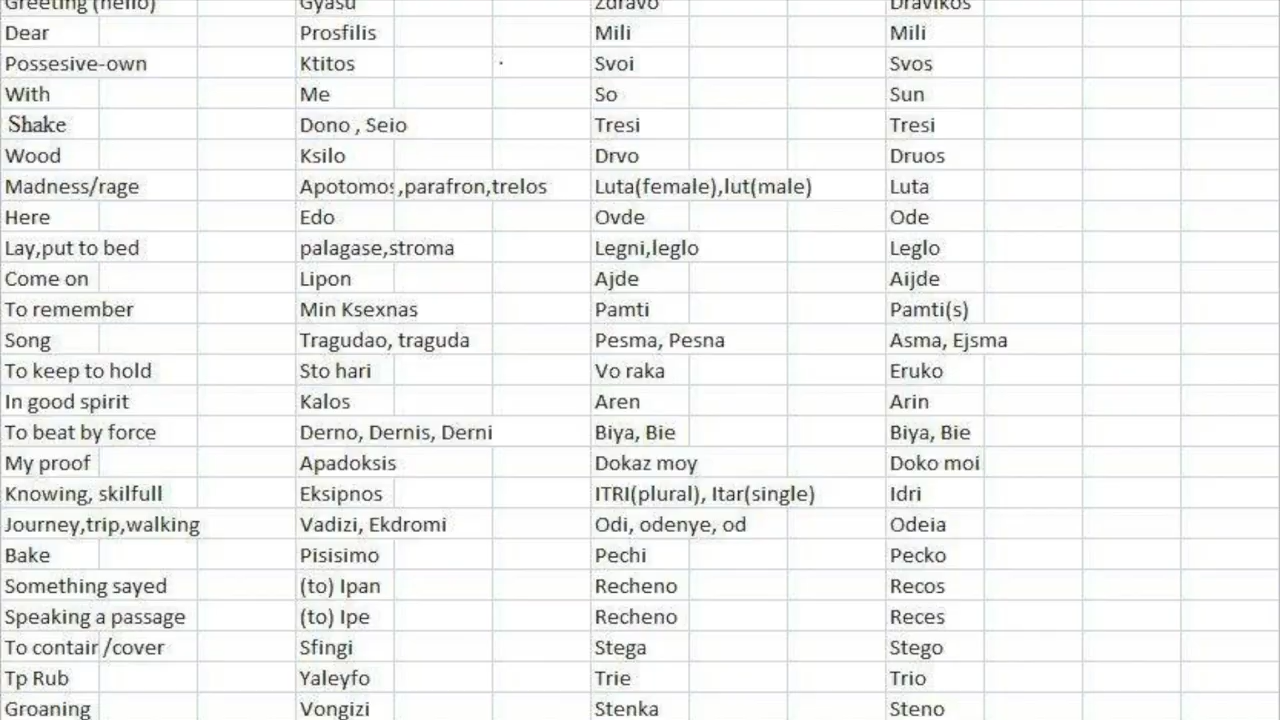 Greeting (hello) Gyasu Zdravo Dravikos
Dear Prosfilis Mili Mili
Possesive-own Ktitos Svoi Svos
With Me So Sun
Shake Dono , Seio Tresi Tresi
Wood Ksilo Drvo Druos
Madness/rage Apotomos,parafron,trelos Luta(female),lut(male) Luta
Here Edo Ovde Ode
Lay,put to bed palagase,stroma Legni,leglo Leglo
Come on Lipon Ajde Aijde
To remember Min Ksexnas Pamti Pamti(s)
Song Tragudao, traguda Pesma, Pesna Asma, Ejsma
To keep to hold Sto hari Vo raka Eruko
In good spirit Kalos Aren Arin
To beat by force Derno, Dernis, Derni Biya, Bie Biya, Bie
My proof Apadoksis Dokaz moy Doko moi
Knowing, skilfull Eksipnos ITRI(plural), Itar(single) Idri
Journey,trip,walking Vadizi, Ekdromi Odi, odenye, od Odeia
Bake Pisisimo Pechi Pecko
Something sayed (to) Ipan Recheno Recos
Speaking a passage (to) Ipe Recheno Reces
To contair/cover Sfingi Stega Stego
Tp Rub Yaleyfo Trie Trio
Groaning Vongizi Stenka Steno